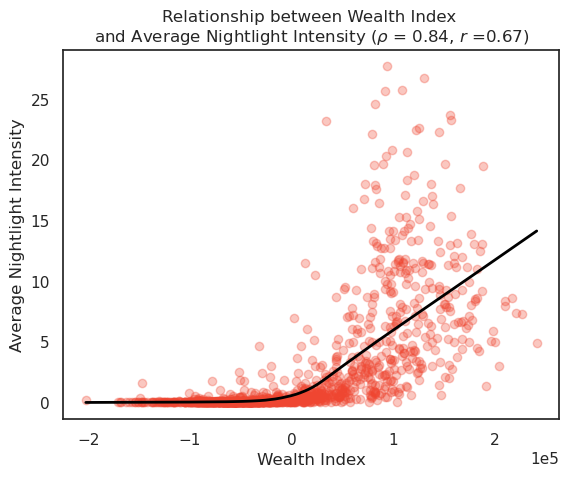 Relationship between Wealth Index
and Average Nightlight Intensity (ρ = 0.84, r =0.67)
Average Nightlight Intensity
25
20
15
10
5
0
−2
−1
0
1
2
1e5
Wealth Index